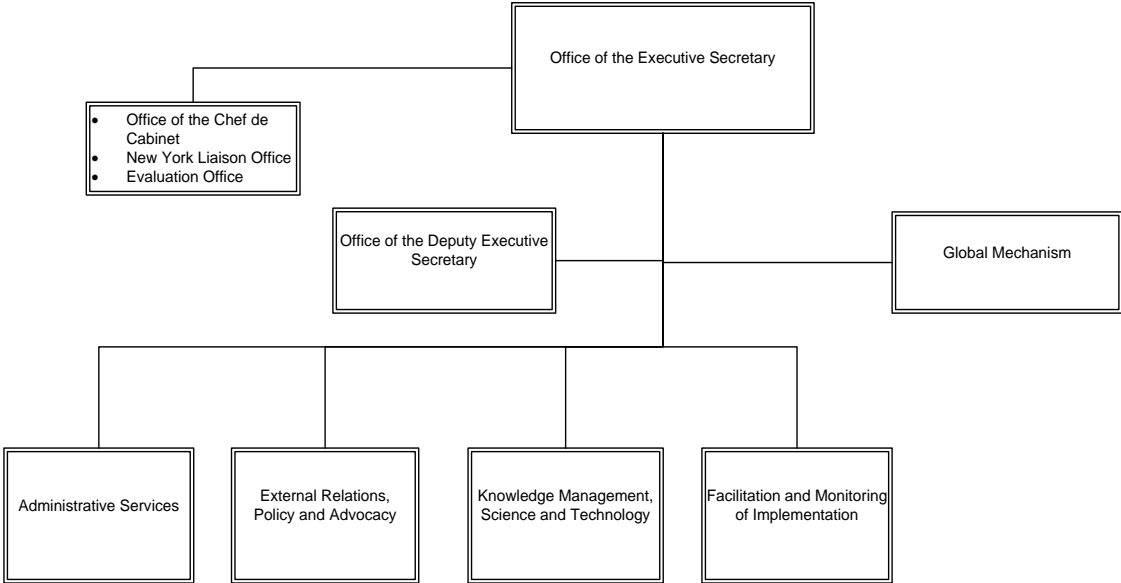 Office of the Executive Secretary
• Office of the Chef de
Cabinet
• New York Liaison Office
• Evaluation Office
Office of the Deputy Executive
Secretary
Global Mechanism
Administrative Services
External Relations,
Policy and Advocacy
Knowledge Management,
Science and Technology
Facilitation and Monitoring
of Implementation